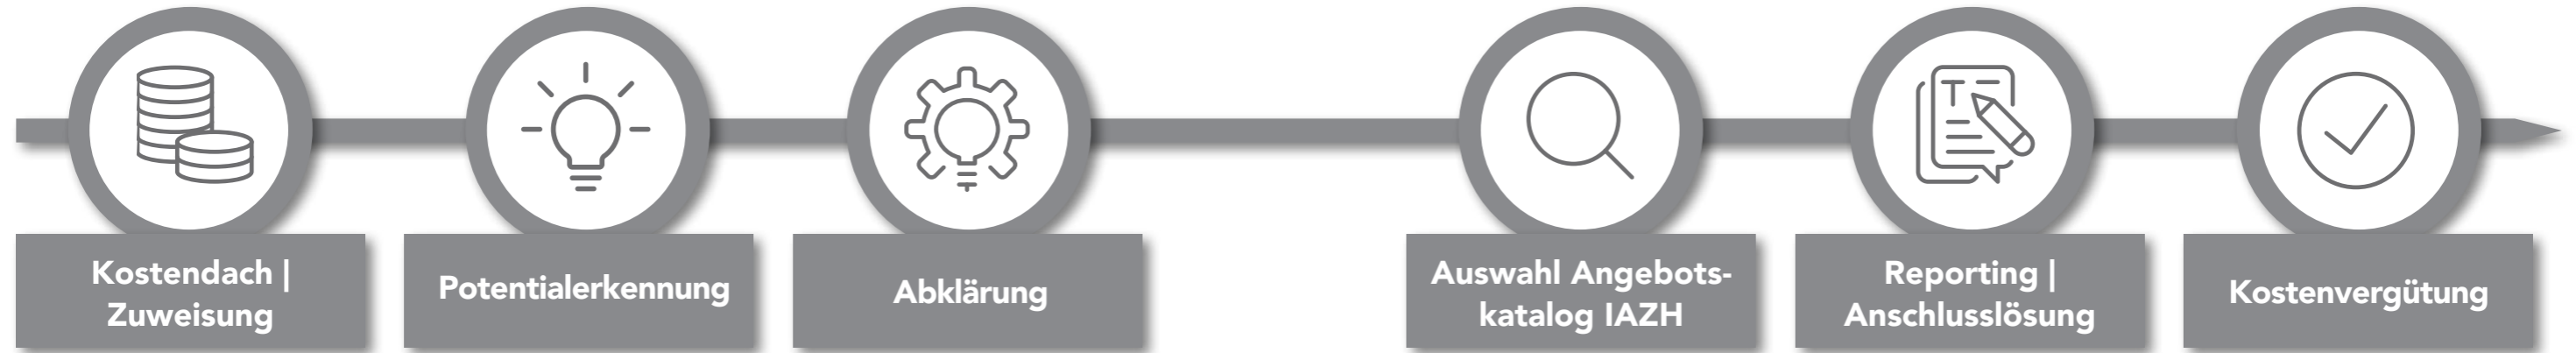 Kostendach |
Zuweisung
Potentialerkennung
Abklärung
Auswahl Angebots-
katalog IAZH
Reporting |
Anschlusslösung
Kostenvergütung